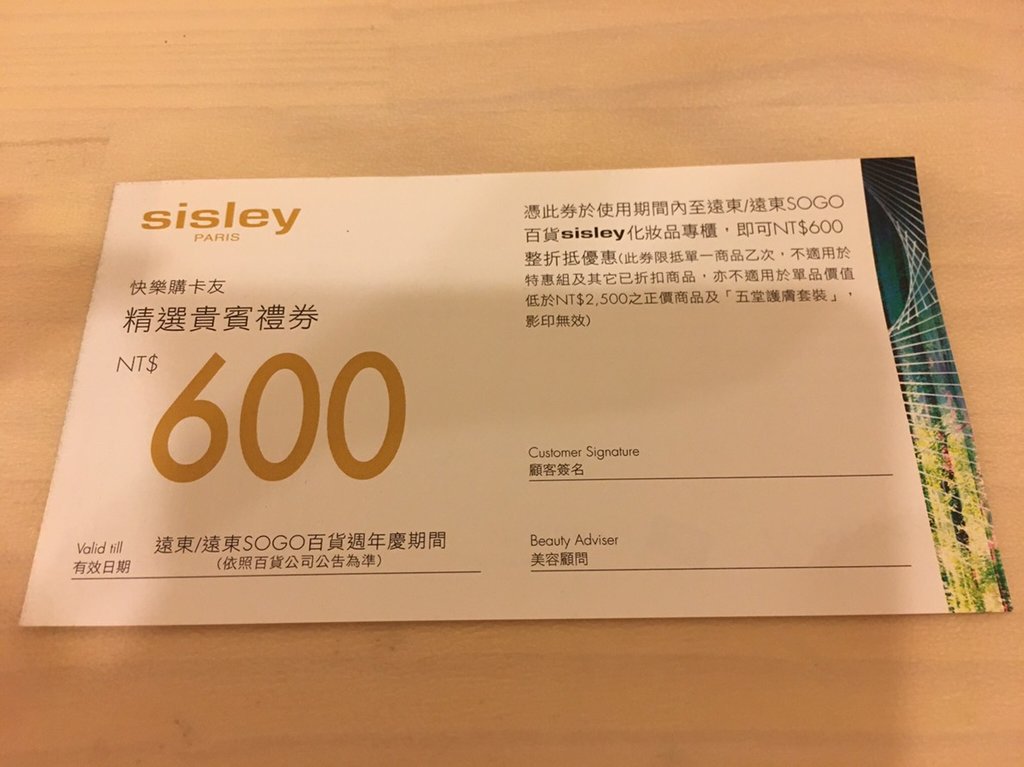 sisley
PARIS
快樂購卡友
精選貴賓禮券
NT$
600
Valid till
有效日期
遠東/遠東SOGO百貨週年慶期間
(依照百貨公司公告為準)
憑此券於使用期間內至遠東/遠東SOGO
百貨sisley化妝品專櫃，即可NT$600
整折抵優惠(此券限抵單一商品乙次，不適用於
特惠組及其它已折扣商品，亦不適用於單品價值
低於NT$2,500之正價商品及「五堂護膚套裝」，
影印無效)
Customer Signature
顧客簽名
Beauty Adviser
美容顧問